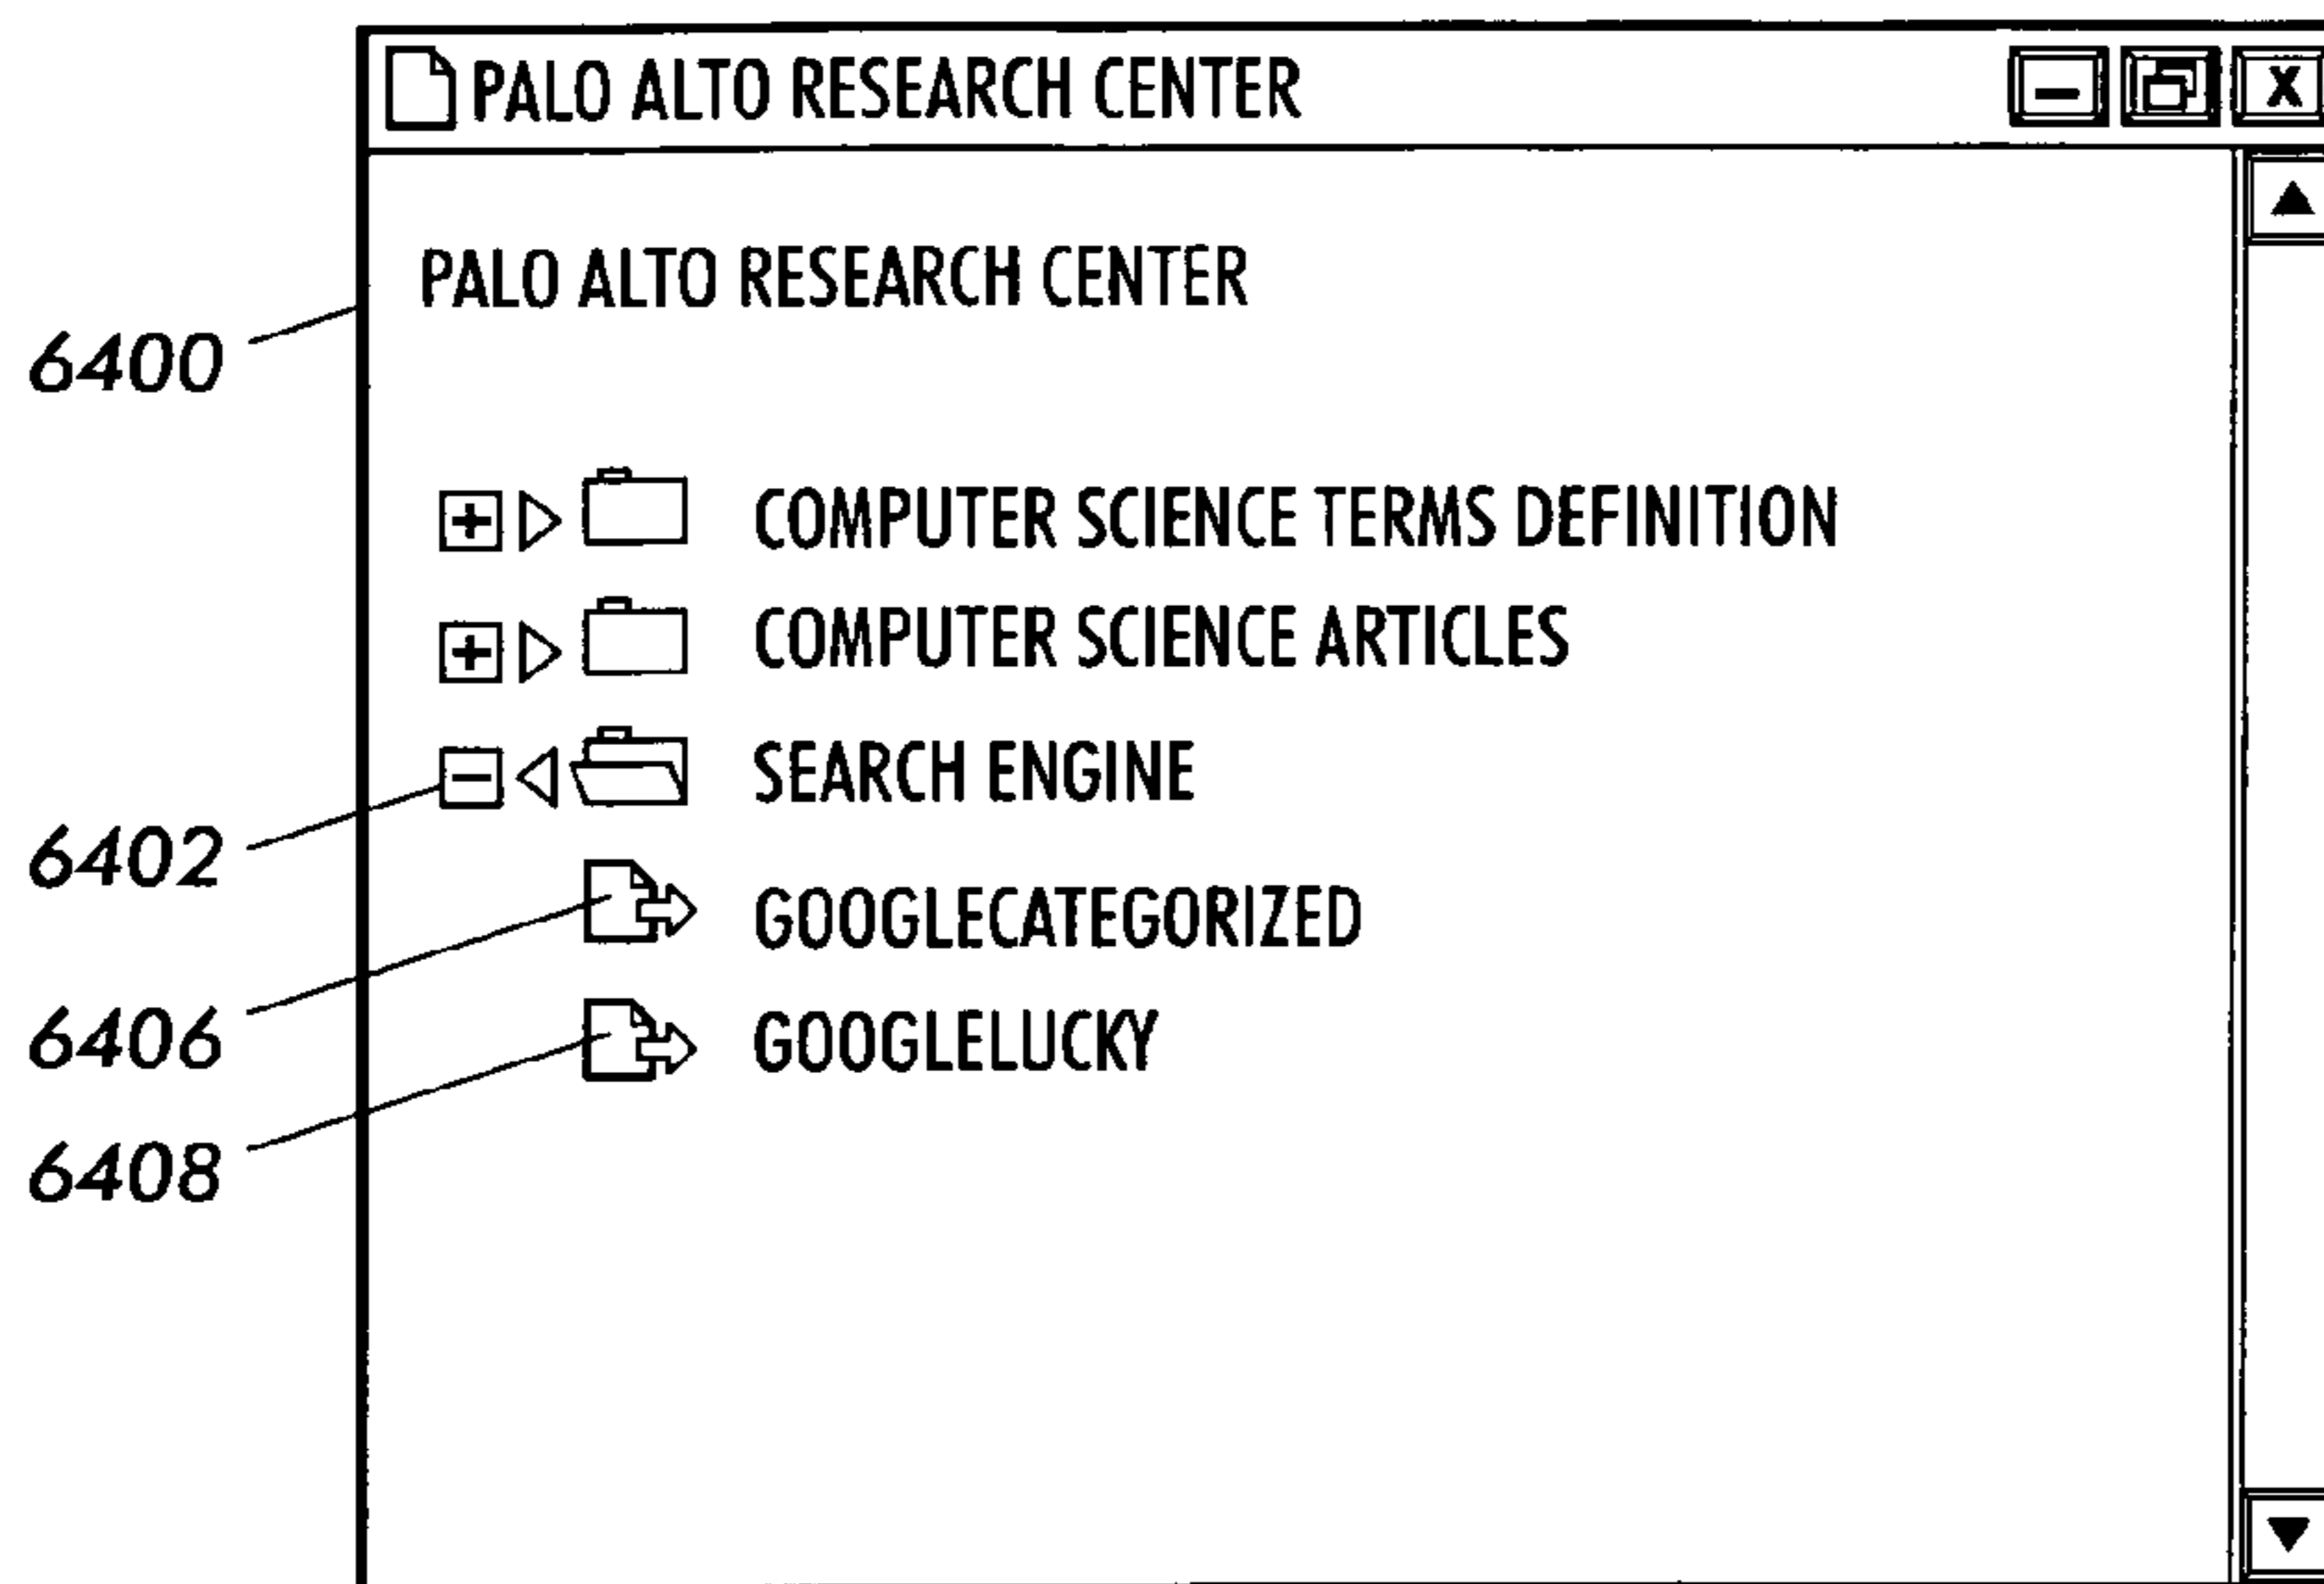 PALO ALTO RESEARCH CENTER X
PALO ALTO RESEARCH CENTER
6400
COMPUTER SCIENCE TERMS DEFINITION
COMPUTER SCIENCE ARTICLES
SEARCH ENGINE
6402
GOOGLECATEGORIZED
6406
GOOGLELUCKY
6408